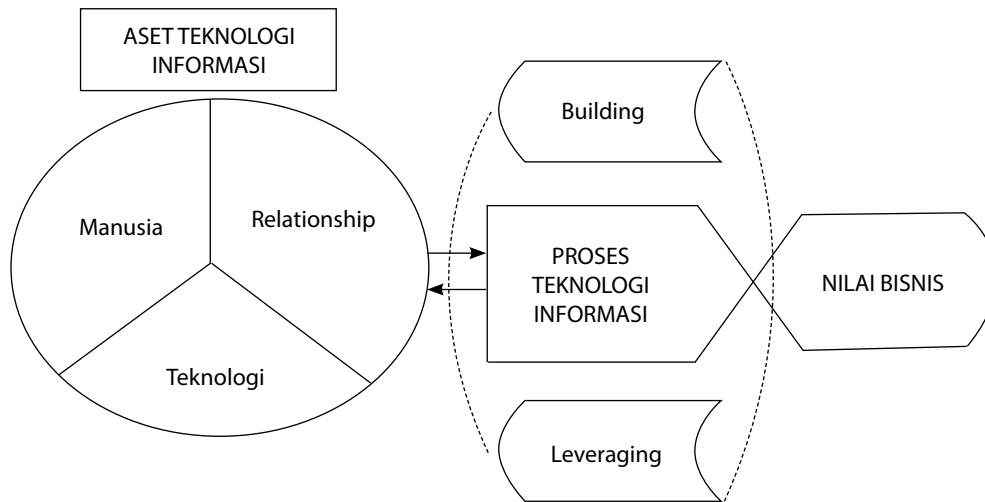 ASET TEKNOLOGI
INFORMASI
Manusia
Relationship
Teknologi
Building
PROSES
TEKNOLOGI
INFORMASI
Leveraging
NILAI BISNIS